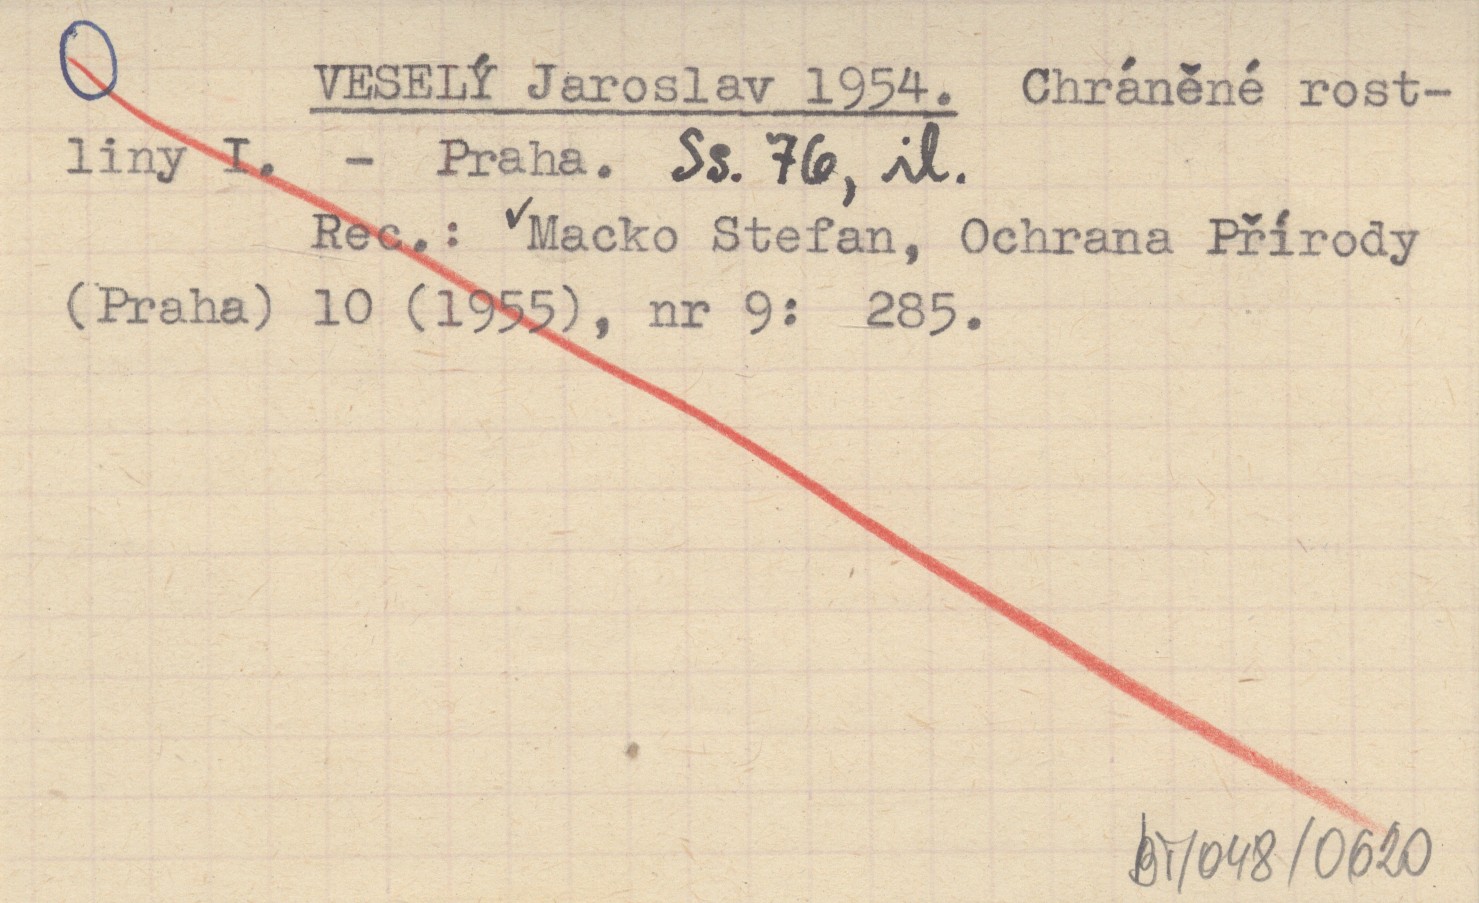 VESELÝ Jaroslav 1954. Chráněné rost-
liny I. - Praha. Ss. 76, il.
Rec.: ✓Macko Stefan, Ochrana Přírody
(Praha) 10 (1955), nr 9: 285.
/048/0620